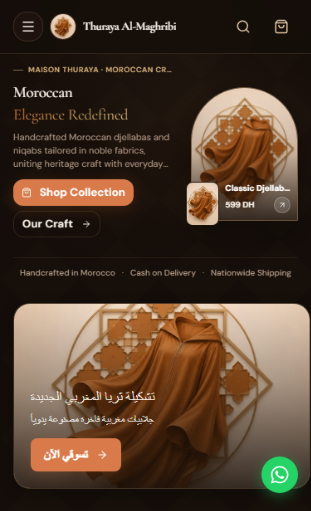 Thuraya Al-Maghribi
MAISON THURAYA · MOROCCAN CR...
Moroccan
Elegance Redefined
Handcrafted Moroccan djellabas and
niqabs tailored in noble fabrics,
uniting heritage craft with everyday...
Shop Collection
Our Craft
Classic Djellab...
599 DH
Handcrafted in Morocco · Cash on Delivery · Nationwide Shipping
تشكيلة ثريا المغربي الجديدة
جلابيات مغربية فاخرة مصنوعة يدوياً
تسوقي الآن